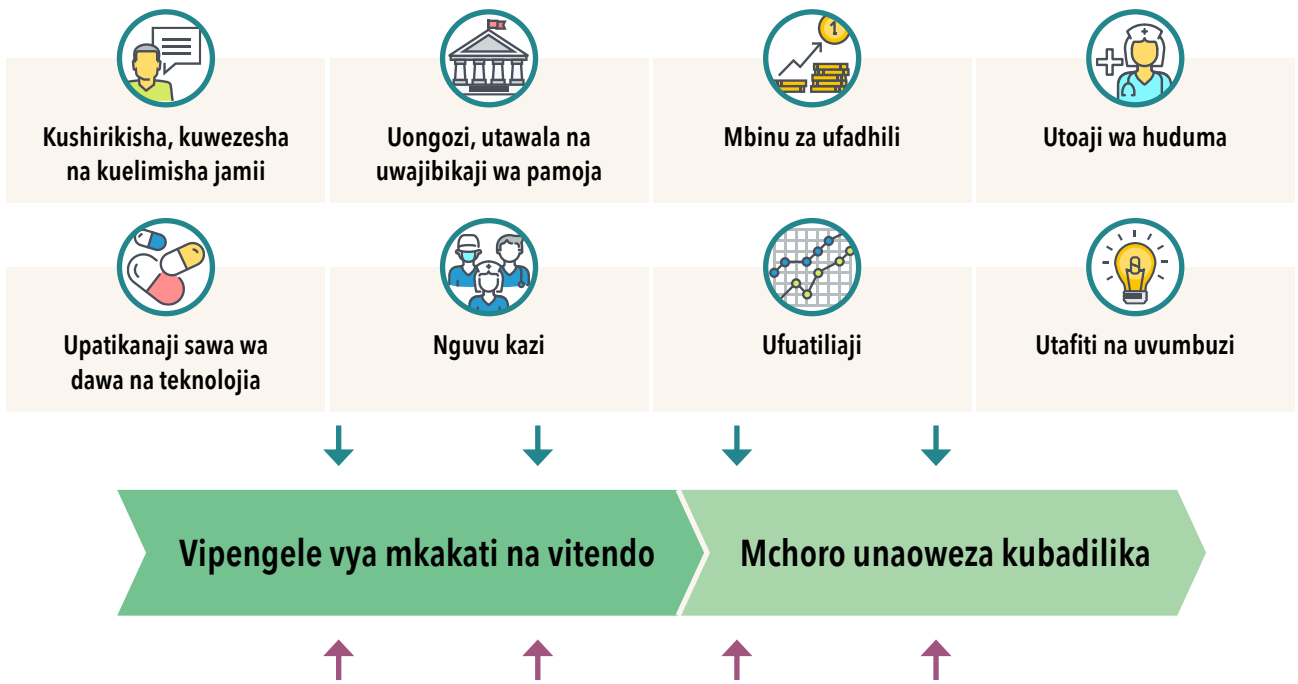 Kushirikisha, kuwezesha
na kuelimisha jamii
Uongozi, utawala na
uwajibikaji wa pamoja
1
Mbinu za ufadhili
Utoaji wa huduma
Upatikanaji sawa wa
dawa na teknolojia
Nguvu kazi
Ufuatiliaji
Utafiti na uvumbuzi
Vipengele vya mkakati na vitendo
Mchoro unaoweza kubadilika